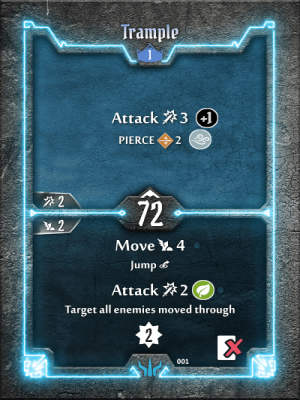 Trample
1
Attack 3 +1
PIERCE 2
2
72
2
Move 4
Jump
Attack 2
Target all enemies moved through
2
001